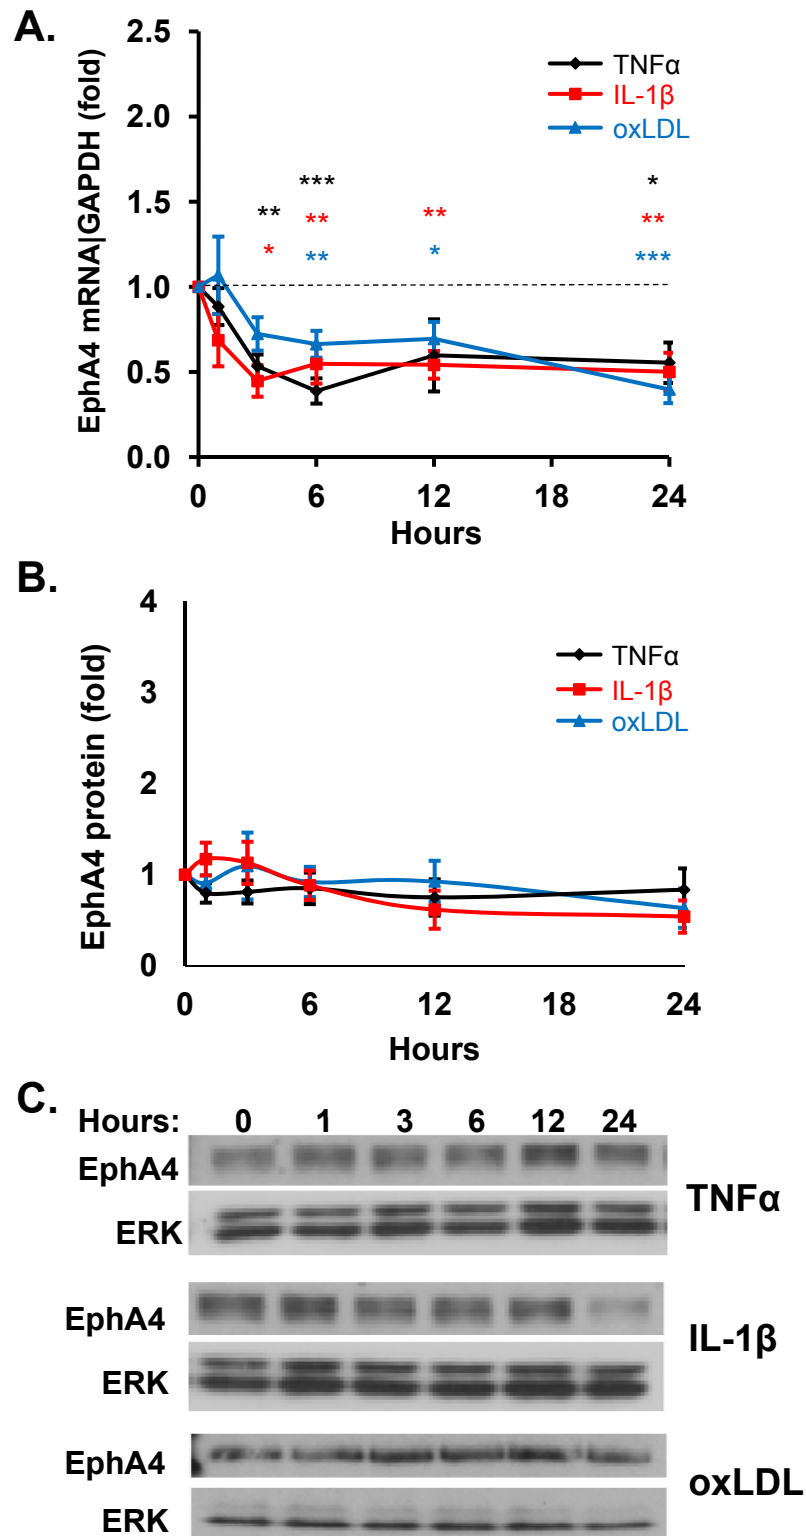 A.
EphA4 mRNA|GAPDH (fold)
2.5
2.0
1.5
1.0
0.5
0.0
TNFα
IL-1β
oxLDL
*** *
** ** ** **
* ** * ***
0 6 12 18 24
Hours
B.
EphA4 protein (fold)
4
3
2
1
0
TNFα
IL-1β
oxLDL
0 6 12 18 24
Hours
C.
Hours: 0 1 3 6 12 24
EphA4
ERK
TNFα
EphA4
ERK
IL-1β
EphA4
ERK
oxLDL